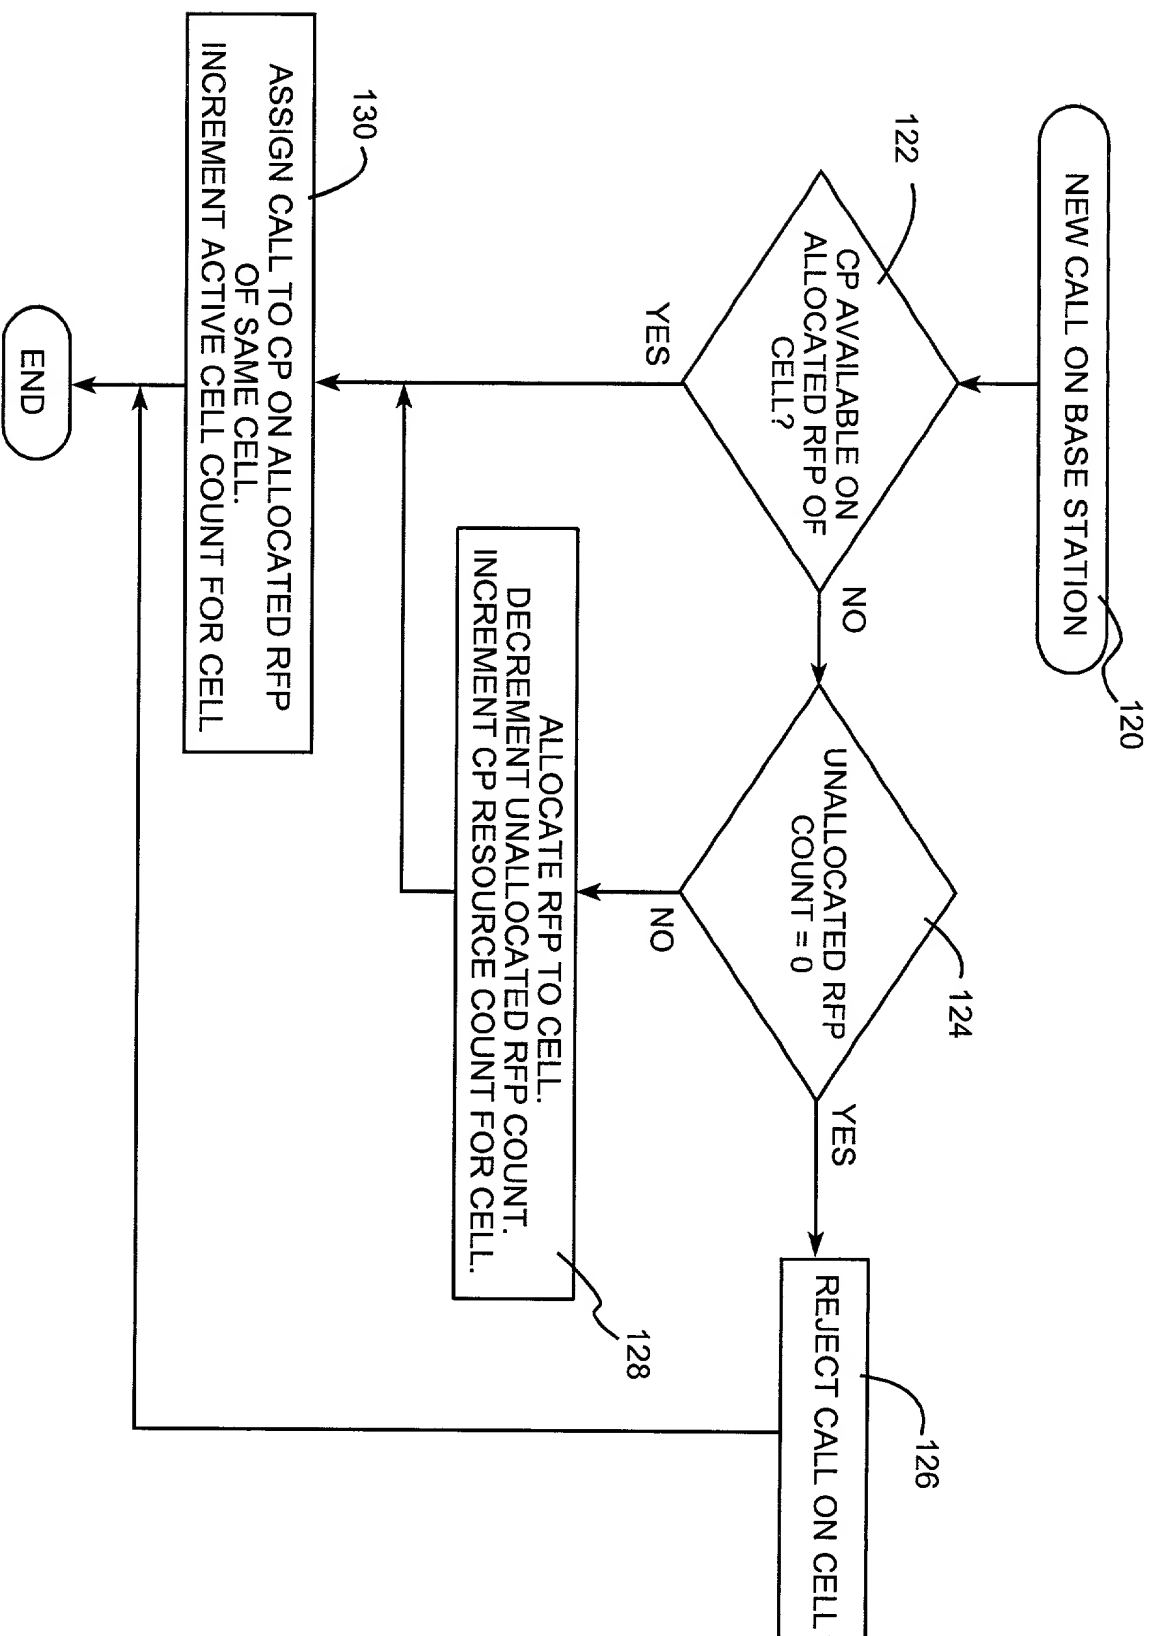 NEW CALL ON BASE STATION
120
122
CP AVAILABLE ON
ALLOCATED RFP OF
CELL?
NO
YES
UNALLOCATED RFP
COUNT = 0
124
YES
NO
REJECT CALL ON CELL
126
ALLOCATE RFP TO CELL.
DECREMENT UNALLOCATED RFP COUNT.
INCREMENT CP RESOURCE COUNT FOR CELL.
128
130
ASSIGN CALL TO CP ON ALLOCATED RFP
OF SAME CELL.
INCREMENT ACTIVE CELL COUNT FOR CELL
END